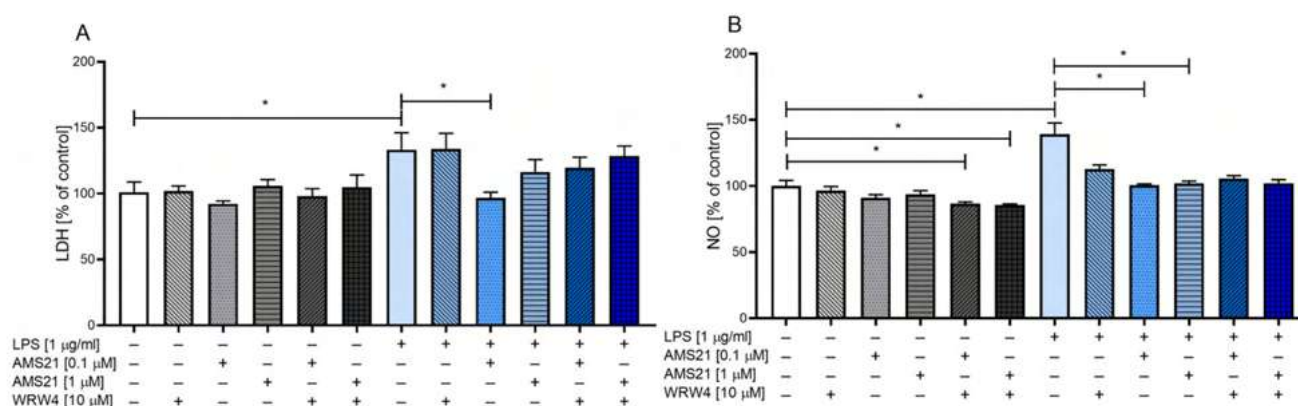 A
200
*
*
150
LDH [% of control]
100
50
0
LPS [1 µg/ml] − − − − − − + + + + + +
AMS21 [0.1 µM] − − + − + − − − + − + −
AMS21 [1 µM] − − − + − + − − − + − +
WRW4 [10 µM] − + − − + + − + − − + +
B
200
*
*
*
150
*
*
NO [% of control]
100
50
0
LPS [1 µg/ml] − − − − − − + + + + + +
AMS21 [0.1 µM] − − + − + − − − + − + −
AMS21 [1 µM] − − − + − + − − − + − +
WRW4 [10 µM] − + − − + + − + − − + +